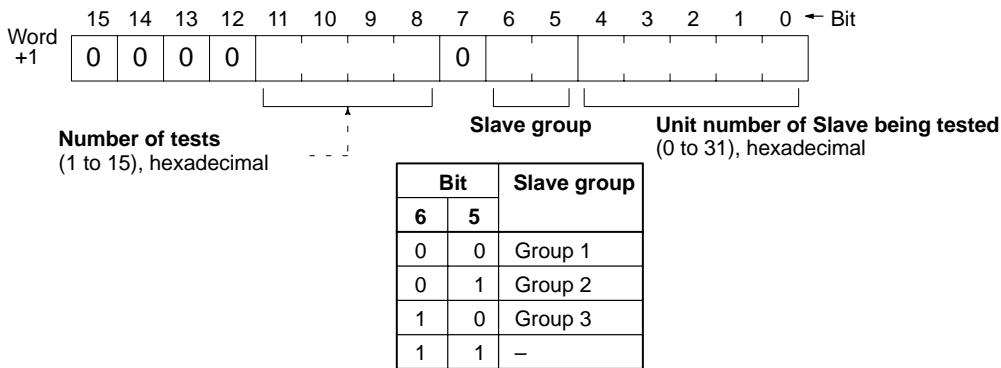 15 14 13 12 11 10 9 8 7 6 5 4 3 2 1 0 ← Bit
Word
+1
0 0 0 0 0
Number of tests
(1 to 15), hexadecimal
Slave group
Unit number of Slave being tested
(0 to 31), hexadecimal
Bit Slave group
6 5
0 0 Group 1
0 1 Group 2
1 0 Group 3
1 1 –